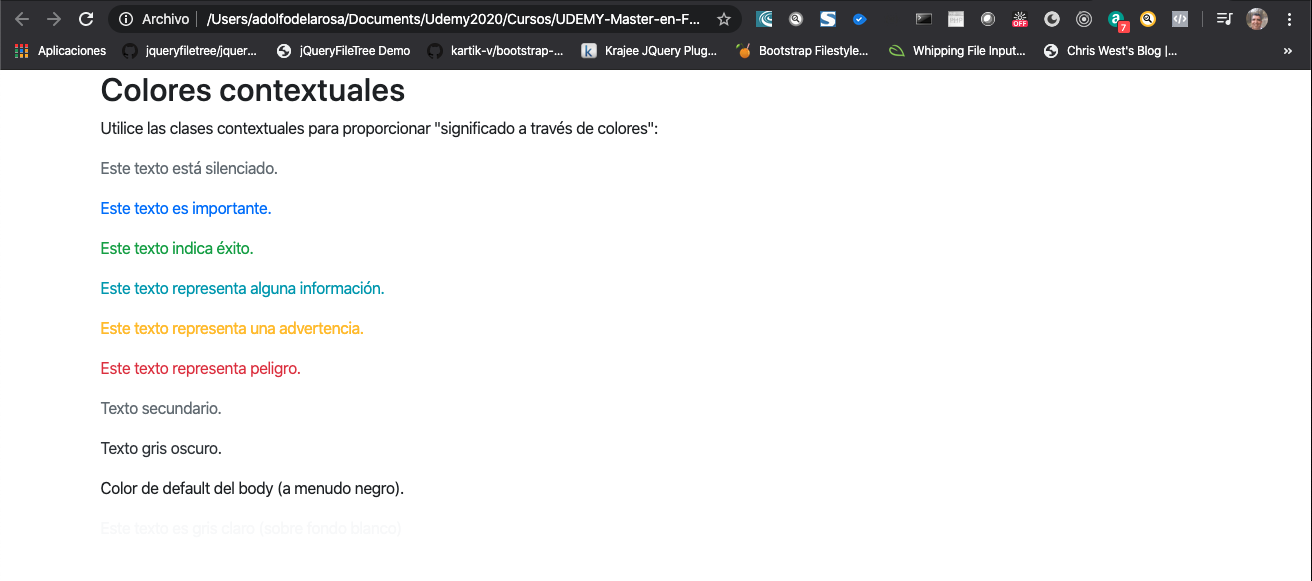 Archivo /Users/adolfodelarosa/Documents/Udemy2020/Cursos/UDEMY-Master-en-F...
OFF 7
Aplicaciones jqueryfiletree/jquer... jQueryFileTree Demo kartik-v/bootstrap-... k Krajee JQuery Plug... Bootstrap Filestyle... Whipping File Input... Chris West's Blog |... »
Colores contextuales
Utilice las clases contextuales para proporcionar "significado a través de colores":
Este texto está silenciado.
Este texto es importante.
Este texto indica éxito.
Este texto representa alguna información.
Este texto representa una advertencia.
Este texto representa peligro.
Texto secundario.
Texto gris oscuro.
Color de default del body (a menudo negro).
Este texto es gris claro (sobre fondo blanco)